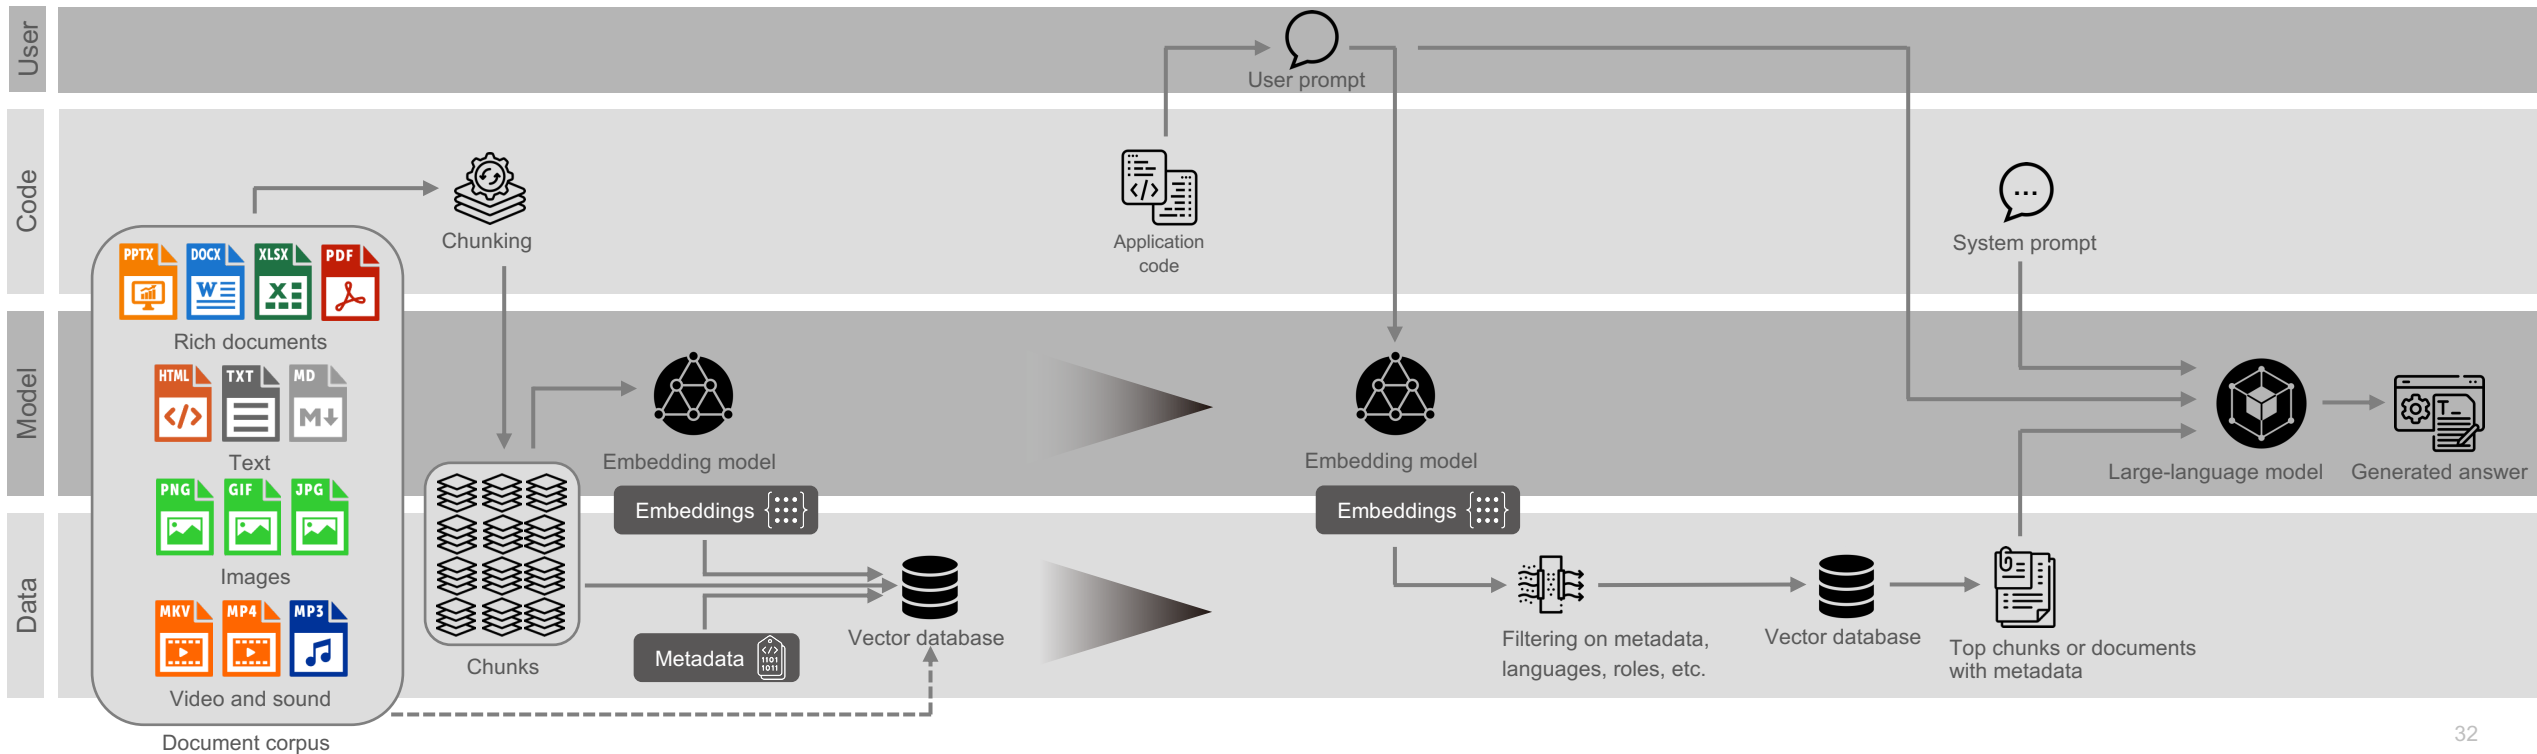 User
User prompt
Code
Chunking
Application
code
...
System prompt
PPTX
DOCX
XLSX
PDF
W
X
Rich documents
Model
HTML
TXT
MD
</>
M
Text
Embedding model
Embedding model
T
Large-language model
Generated answer
PNG
GIF
JPG
Images
Embeddings
Embeddings
Data
MKV
MP4
MP3
Video and sound
Chunks
Metadata
</>
1101
1011
Vector database
Filtering on metadata,
languages, roles, etc.
Vector database
Top chunks or documents
with metadata
Document corpus
</>
32